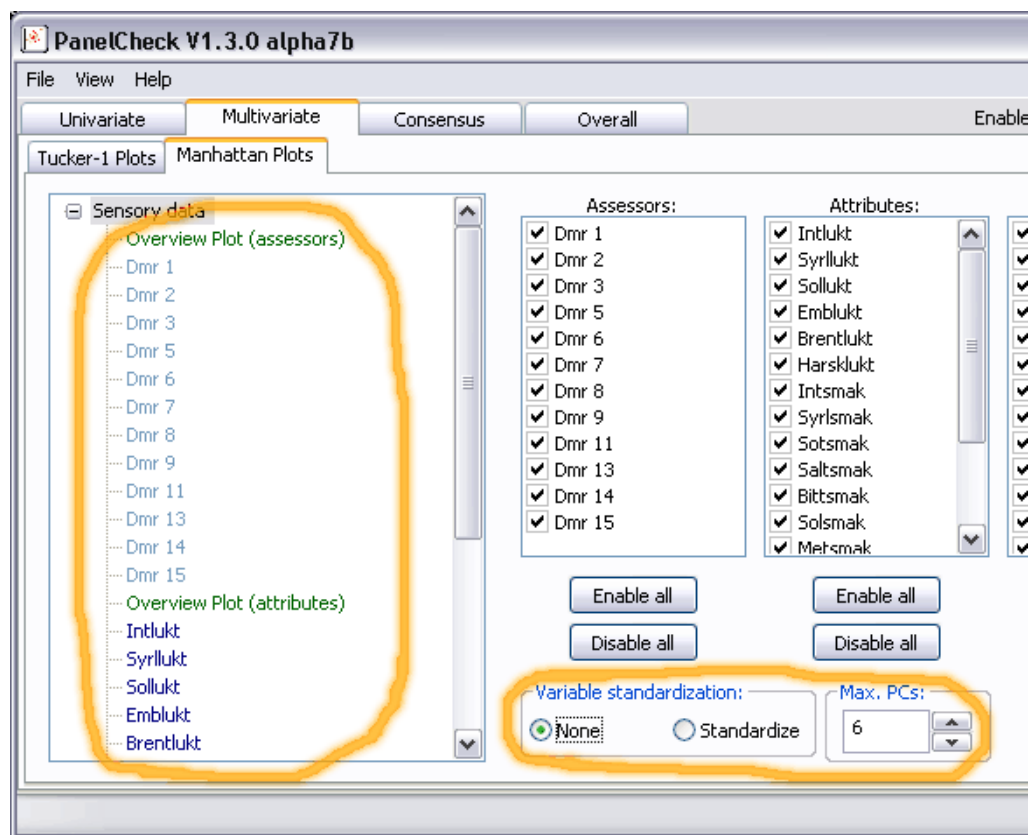 PanelCheck V1.3.0 alpha7b
File View Help
Univariate Multivariate Consensus Overall Enable
Tucker-1 Plots Manhattan Plots
Sensory data
Overview Plot (assessors)
Dmr 1
Dmr 2
Dmr 3
Dmr 5
Dmr 6
Dmr 7
Dmr 8
Dmr 9
Dmr 11
Dmr 13
Dmr 14
Dmr 15
Overview Plot (attributes)
Intlukt
Syrllukt
Sollukt
Emblukt
Brentlukt
Assessors:
Dmr 1
Dmr 2
Dmr 3
Dmr 5
Dmr 6
Dmr 7
Dmr 8
Dmr 9
Dmr 11
Dmr 13
Dmr 14
Dmr 15
Enable all
Disable all
Attributes:
Intlukt
Syrllukt
Sollukt
Emblukt
Brentlukt
Harsklukt
Intsmak
Syrlsmak
Sotsmak
Saltsmak
Bittsmak
Solsmak
Metsmak
Enable all
Disable all
Variable standardization:
None Standardize
Max. PCs:
6